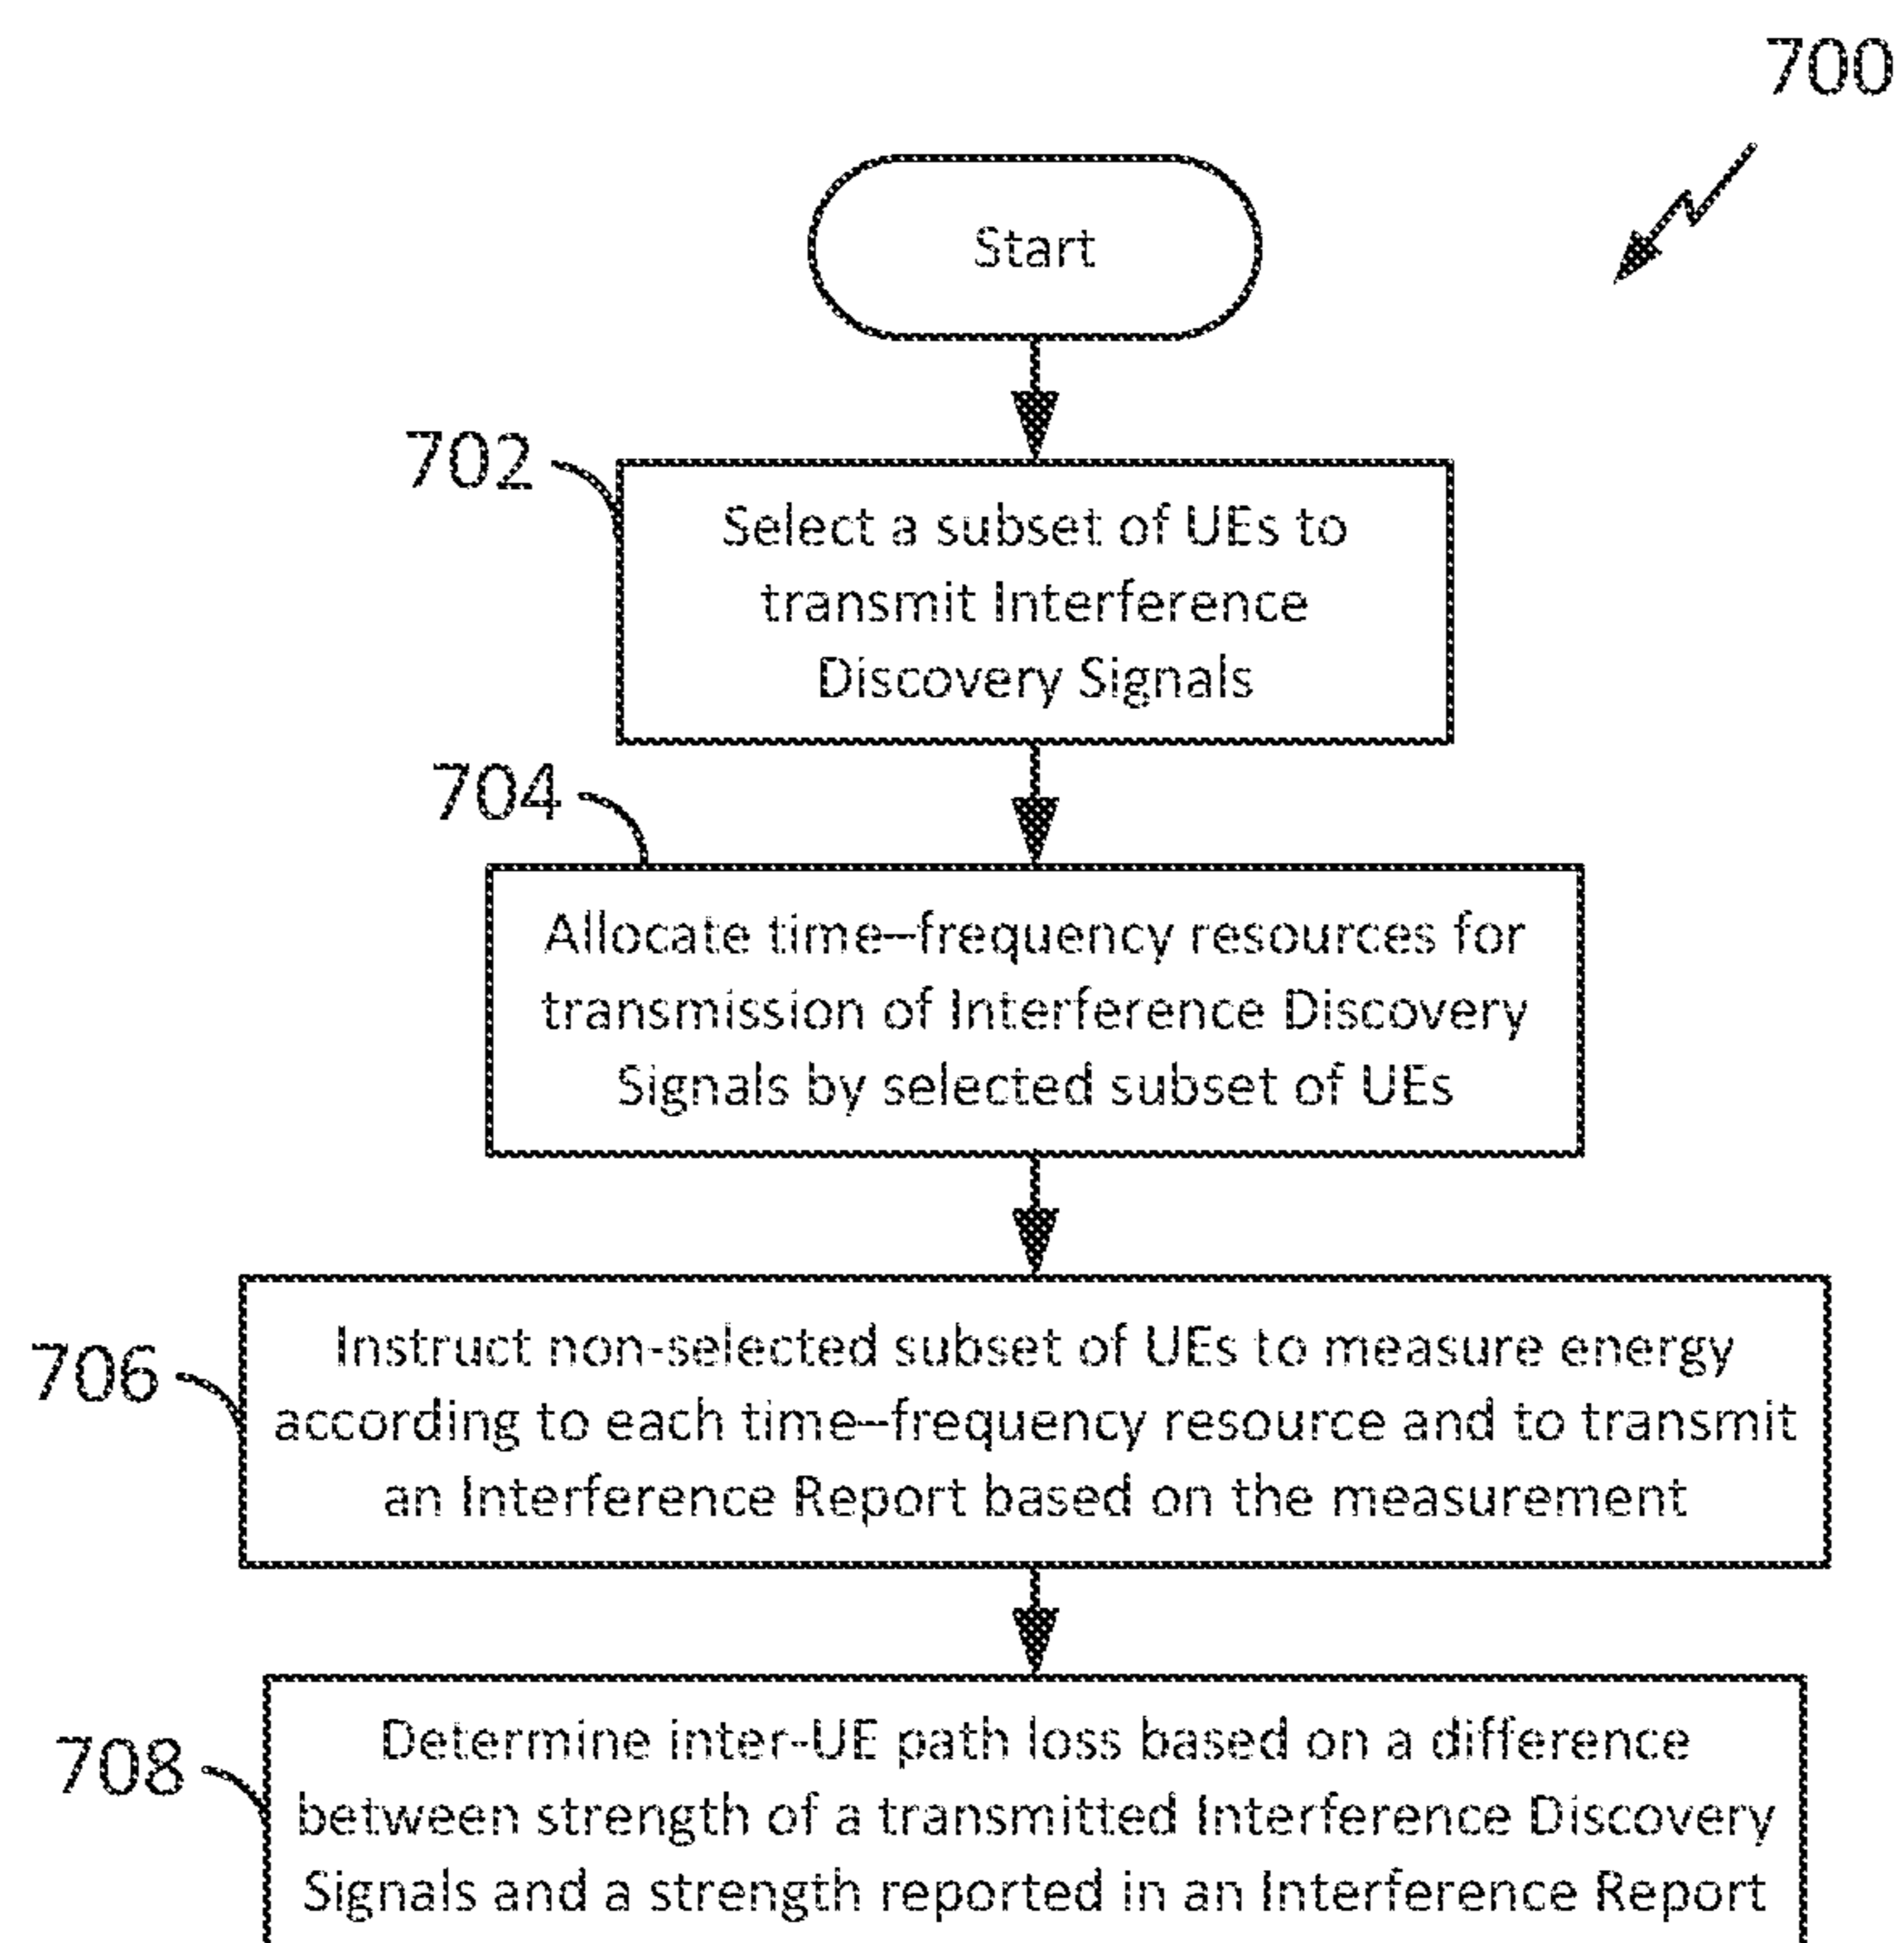 700
Start
702
Select a subset of UEs to
transmit Interference
Discovery Signals
704
Allocate time–frequency resources for
transmission of Interference Discovery
Signals by selected subset of UEs
706
Instruct non-selected subset of UEs to measure energy
according to each time–frequency resource and to transmit
an Interference Report based on the measurement
708
Determine inter-UE path loss based on a difference
between strength of a transmitted Interference Discovery
Signals and a strength reported in an Interference Report